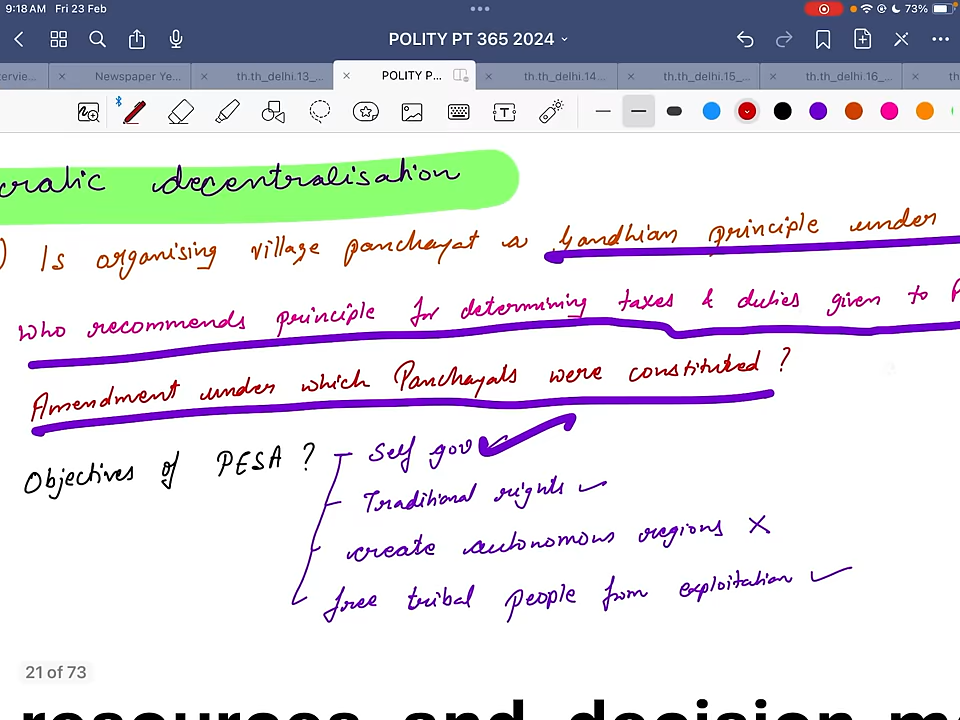 9:18 AM Fri 23 Feb
73%
POLITY PT 365 2024
Newspaper Ye...
th.th_delhi.13_...
POLITY P...
th.th_delhi.14...
th.th_delhi.15_...
th.th_delhi.16_...
cratic decentralisation
) Is organising village panchayat a Gandhian principle under
Who recommends principle for determining taxes & duties given to P
Amendment under which Panchayats were constituted ?
Objectives of PESA ?
Self gov
Traditional rights ✓
create autonomous regions X
free tribal people from exploitation ✓
21 of 73
resources and decision-m